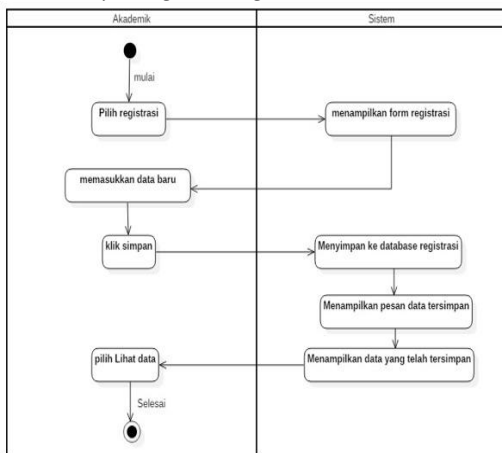 Akademik
Sistem
mulai
Pilih registrasi
menampilkan form registrasi
memasukkan data baru
klik simpan
Menyimpan ke database registrasi
Menampilkan pesan data tersimpan
pilih Lihat data
Menampilkan data yang telah tersimpan
Selesai